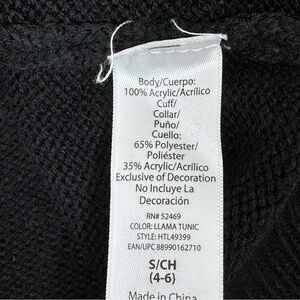 Body/Cuerpo:
100% Acrylic/Acrílico
Cuff/
Collar/
Puño/
Cuello:
65% Polyester/
Poliéster
35% Acrylic/Acrílico
Exclusive of Decoration
No Incluye La
Decoración
RN# 52469
COLOR: LLAMA TUNIC
STYLE: HTL49399
EAN/UPC 88990162710
S/CH
(4-6)
Made in China